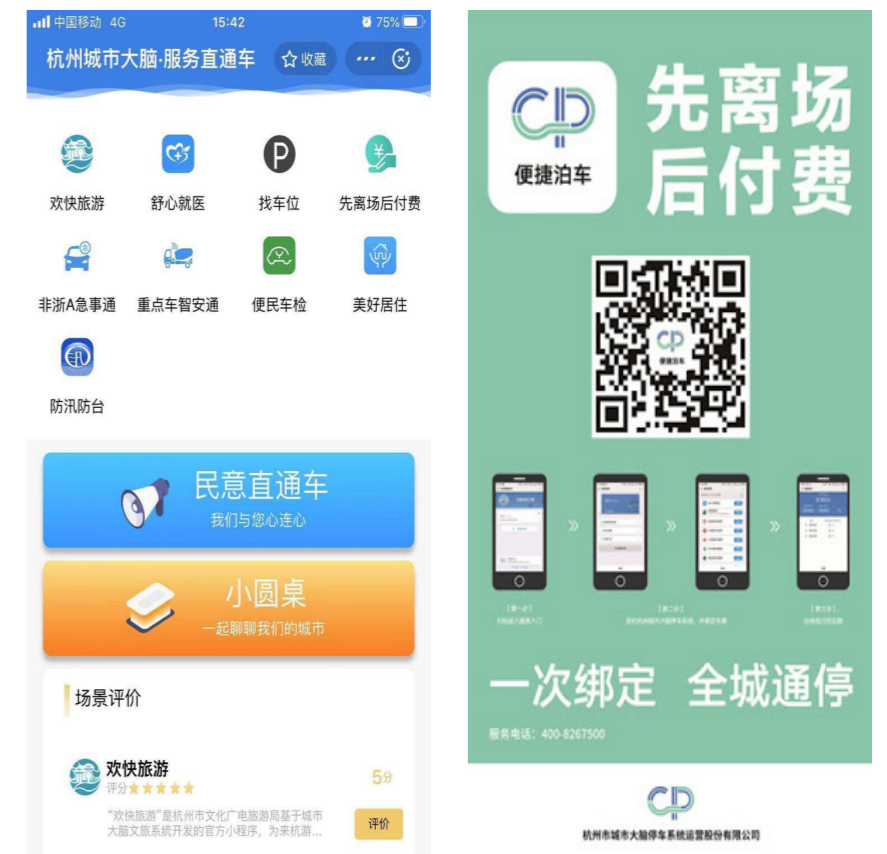 中国移动 4G 15:42 75%
杭州城市大脑·服务直通车 收藏
欢快旅游 舒心就医 找车位 先离场后付费
非浙A急事通 重点车智安通 便民车检 美好居住
防汛防台
民意直通车
我们与您心连心
小圆桌
一起聊聊我们的城市
场景评价
欢快旅游
评分
5分
“欢快旅游”是杭州市文化广电旅游局基于城市
大脑文旅系统开发的官方小程序，为来杭游...
评价
便捷泊车
先离场
后付费
便捷泊车
【第一步】 【第二步】 【第三步】
一次绑定 全城通停
服务电话：400-8267500
杭州市城市大脑停车系统运营股份有限公司